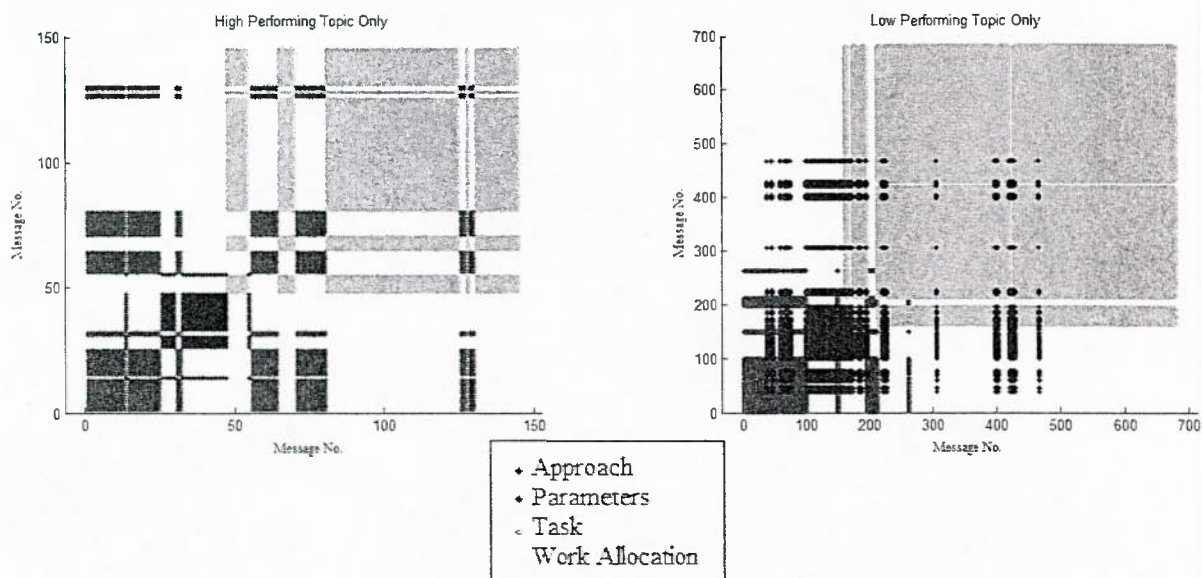 High Performing Topic Only
150
100
50
0
Message No.
0 50 100 150
Message No.
Low Performing Topic Only
700
600
500
400
300
200
100
0
Message No.
0 100 200 300 400 500 600 700
Message No.
Approach
Parameters
Task
Work Allocation